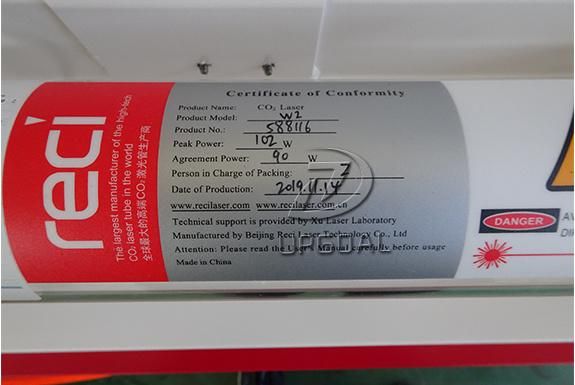 reci
The largest manufacturer of the high-tech
CO₂ laser tube in the world
全球最大的高端CO₂激光管生产商
Certificate of Conformity
Product Name: CO₂ Laser
Product Model: W2
Product No.: 588116
Peak Power: 102 W
Agreement Power: 90 W
Person in Charge of Packing: Z
Date of Production: 2019.11.14
www.recilaser.com www.recilaser.com.cn
Technical support is provided by Xu Laser Laboratory
Manufactured by Beijing Reci Laser Technology Co., Ltd
Attention: Please read the User Manual carefully before usage
Made in China
DANGER